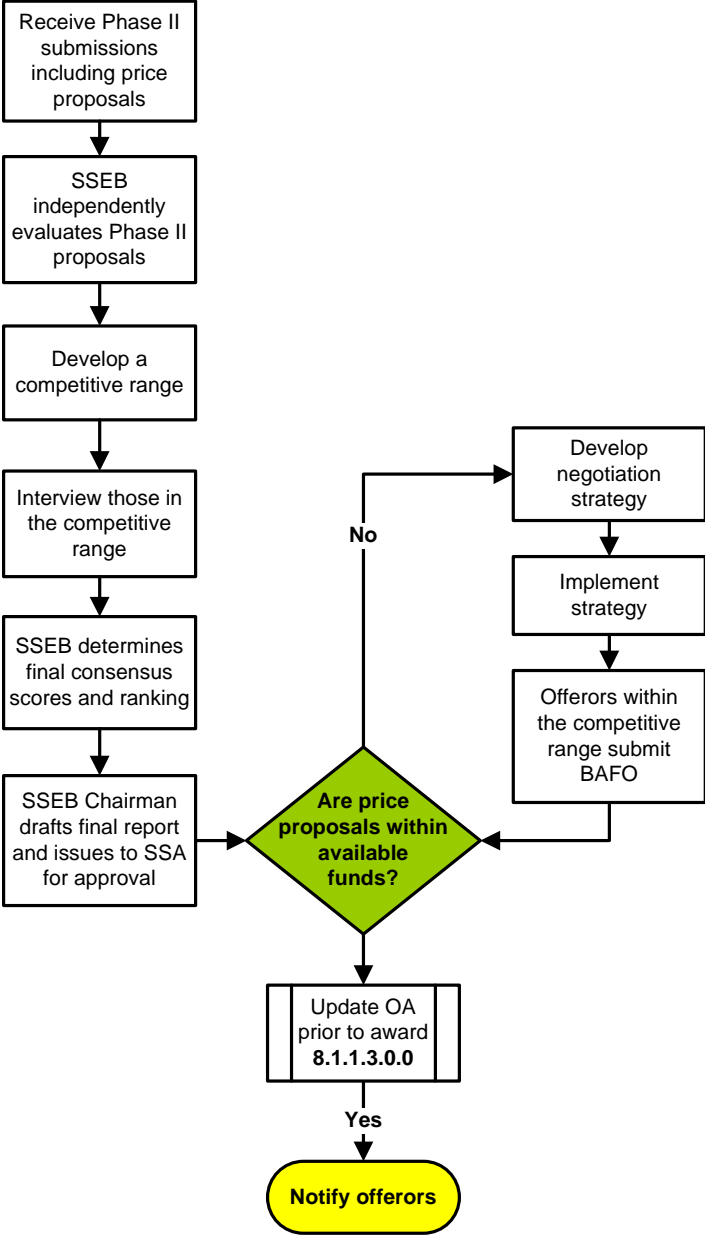 Receive Phase II
submissions
including price
proposals
SSEB
independently
evaluates Phase II
proposals
Develop a
competitive range
Interview those in
the competitive
range
SSEB determines
final consensus
scores and ranking
SSEB Chairman
drafts final report
and issues to SSA
for approval
Are price
proposals within
available
funds?
No
Develop
negotiation
strategy
Implement
strategy
Offerors within
the competitive
range submit
BAFO
Update OA
prior to award
8.1.1.3.0.0
Yes
Notify offerors